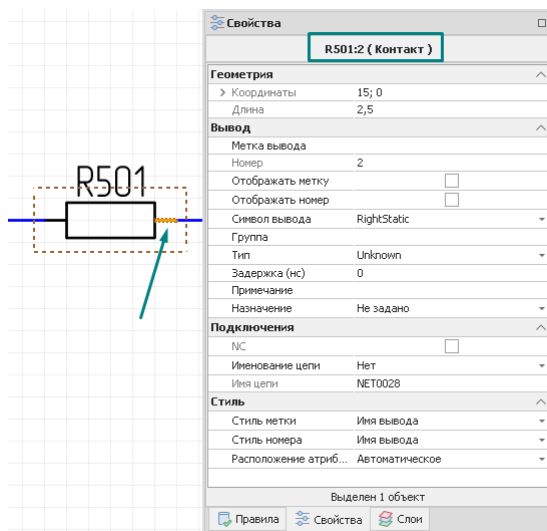 Свойства
R501:2 ( Контакт )
Геометрия
Координаты 15; 0
Длина 2,5
Вывод
Метка вывода
Номер 2
Отображать метку
Отображать номер
Символ вывода RightStatic
Группа
Тип Unknown
Задержка (нс) 0
Примечание
Назначение Не задано
Подключения
NC
Именование цепи Нет
Имя цепи NET0028
Стиль
Стиль метки Имя вывода
Стиль номера Имя вывода
Расположение атриб... Автоматическое
Выделен 1 объект
Правила Свойства Слои
R501